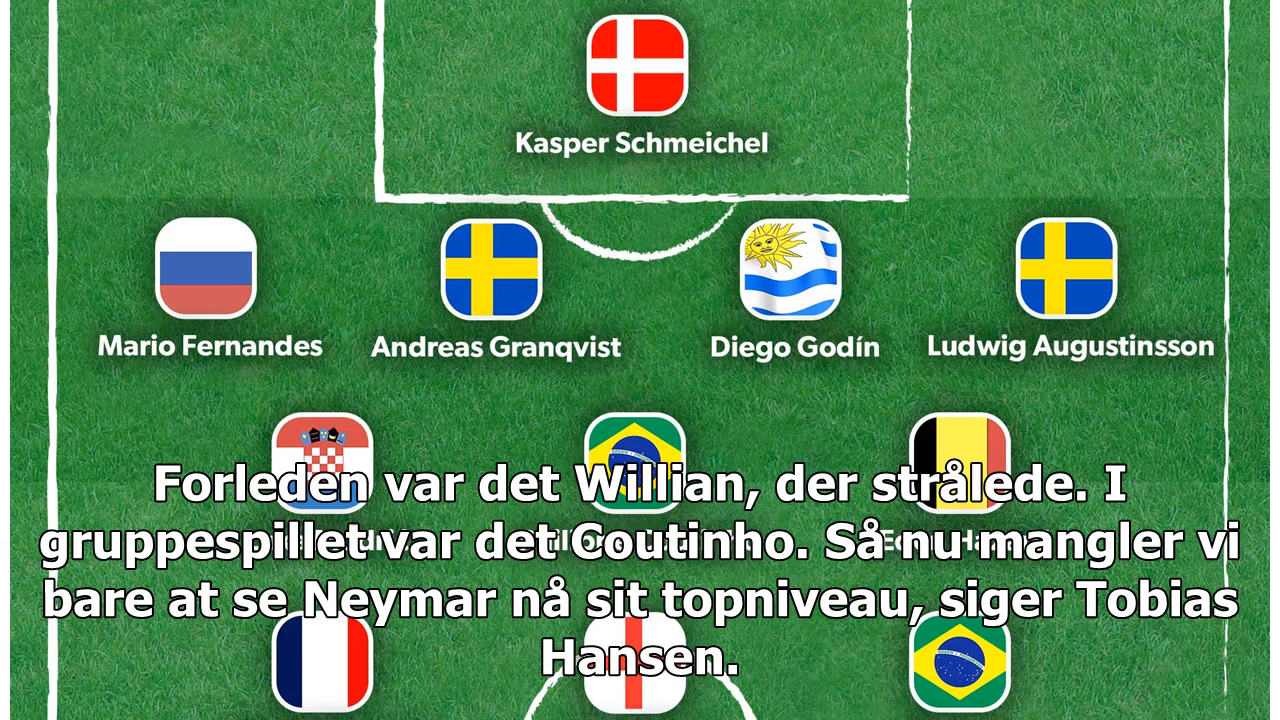 Kasper Schmeichel
Mario Fernandes
Andreas Granqvist
Diego Godín
Ludwig Augustinsson
Forleden var det Willian, der strålede. I
gruppespillet var det Coutinho. Så nu mangler vi
bare at se Neymar nå sit topniveau, siger Tobias
Hansen.